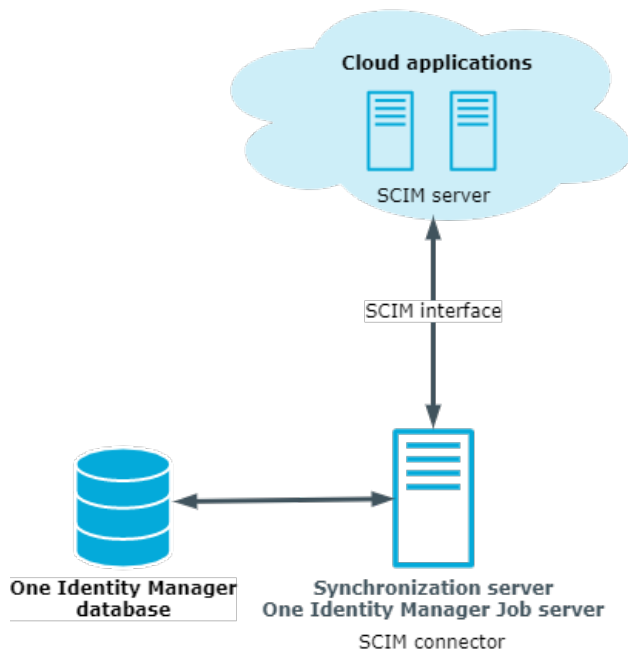 Cloud applications
SCIM server
SCIM interface
One Identity Manager
database
Synchronization server
One Identity Manager Job server
SCIM connector